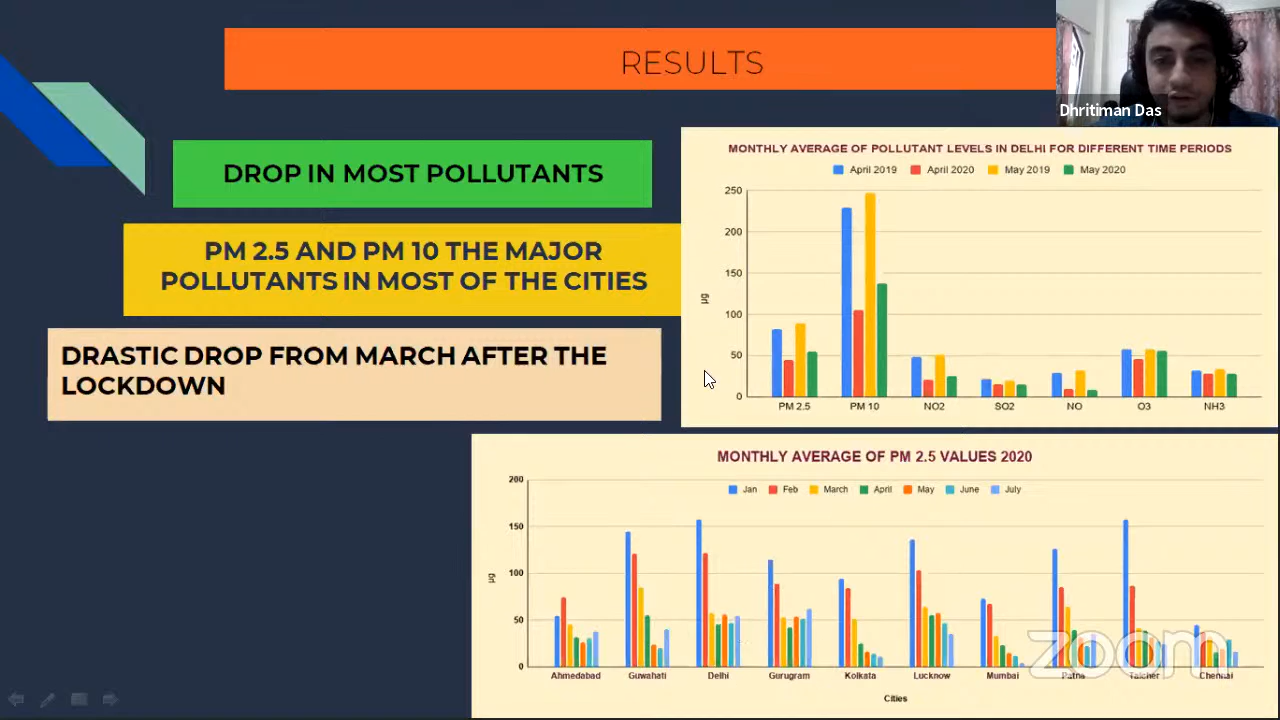 RESULTS
Dhritiman Das
DROP IN MOST POLLUTANTS
PM 2.5 AND PM 10 THE MAJOR
POLLUTANTS IN MOST OF THE CITIES
DRASTIC DROP FROM MARCH AFTER THE
LOCKDOWN
MONTHLY AVERAGE OF POLLUTANT LEVELS IN DELHI FOR DIFFERENT TIME PERIODS
April 2019 April 2020 May 2019 May 2020
250
200
150
100
50
0
µg
PM 2.5 PM 10 NO2 SO2 NO O3 NH3
MONTHLY AVERAGE OF PM 2.5 VALUES 2020
Jan Feb March April May June July
200
150
100
50
0
µg
Ahmedabad Guwahati Delhi Gurugram Kolkata Lucknow Mumbai Patna Talcher Chennai
Cities
zoom